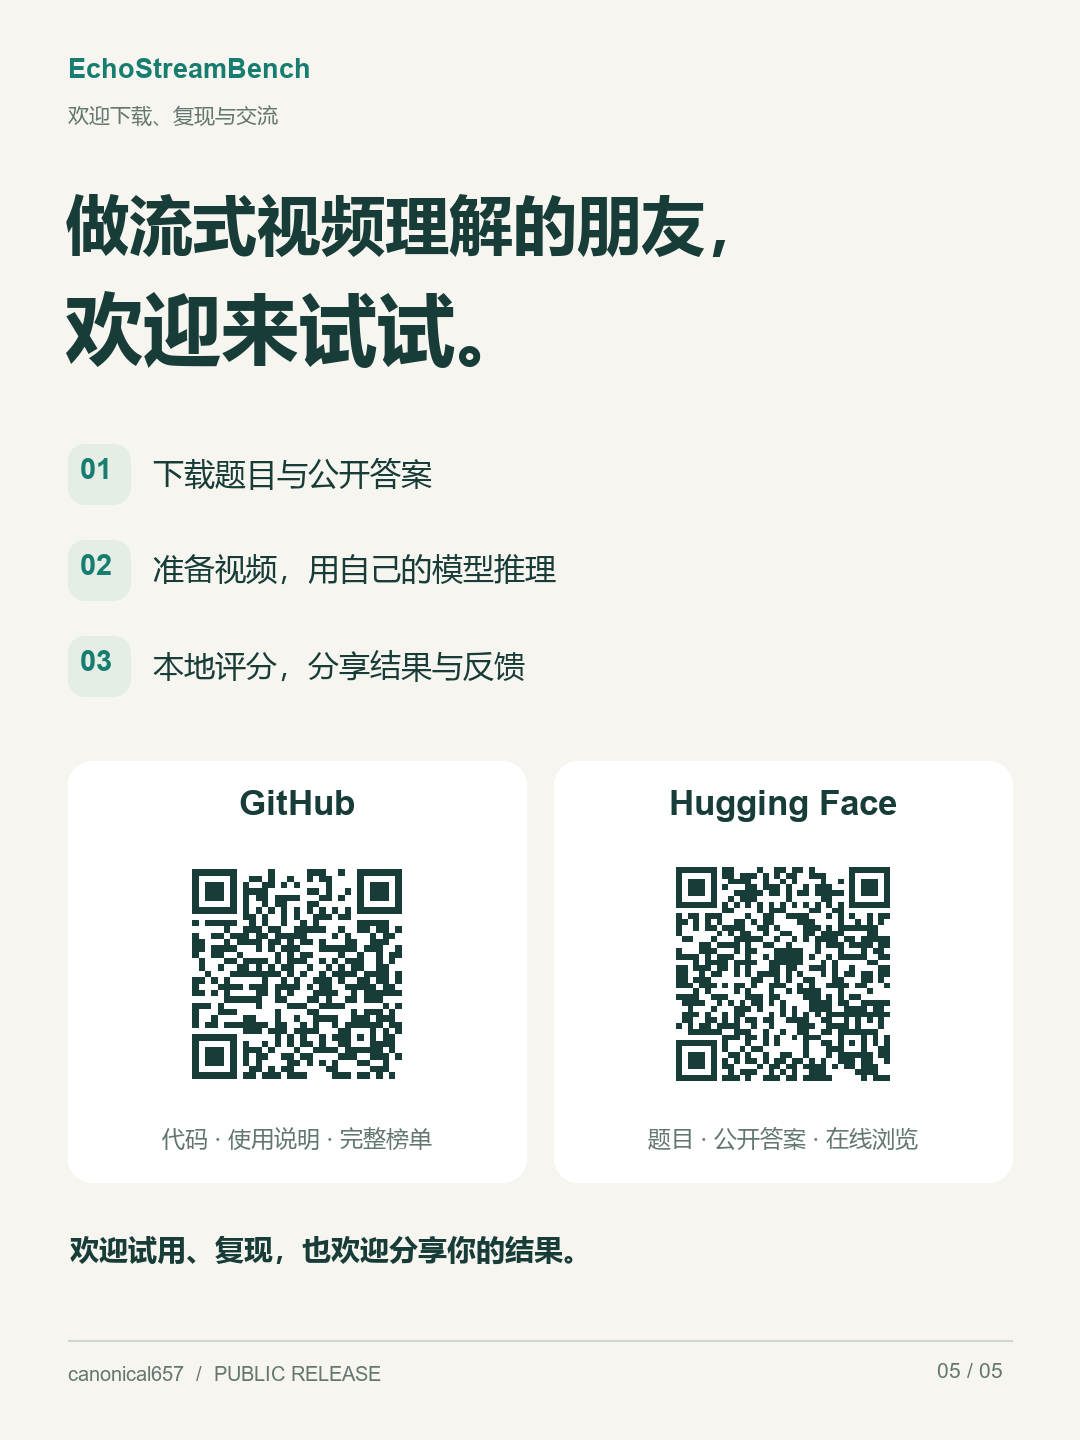 EchoStreamBench
欢迎下载、复现与交流
做流式视频理解的朋友，
欢迎来试试。
01 下载题目与公开答案
02 准备视频，用自己的模型推理
03 本地评分，分享结果与反馈
GitHub
代码 · 使用说明 · 完整榜单
Hugging Face
题目 · 公开答案 · 在线浏览
欢迎试用、复现，也欢迎分享你的结果。
canonical657 / PUBLIC RELEASE
05 / 05